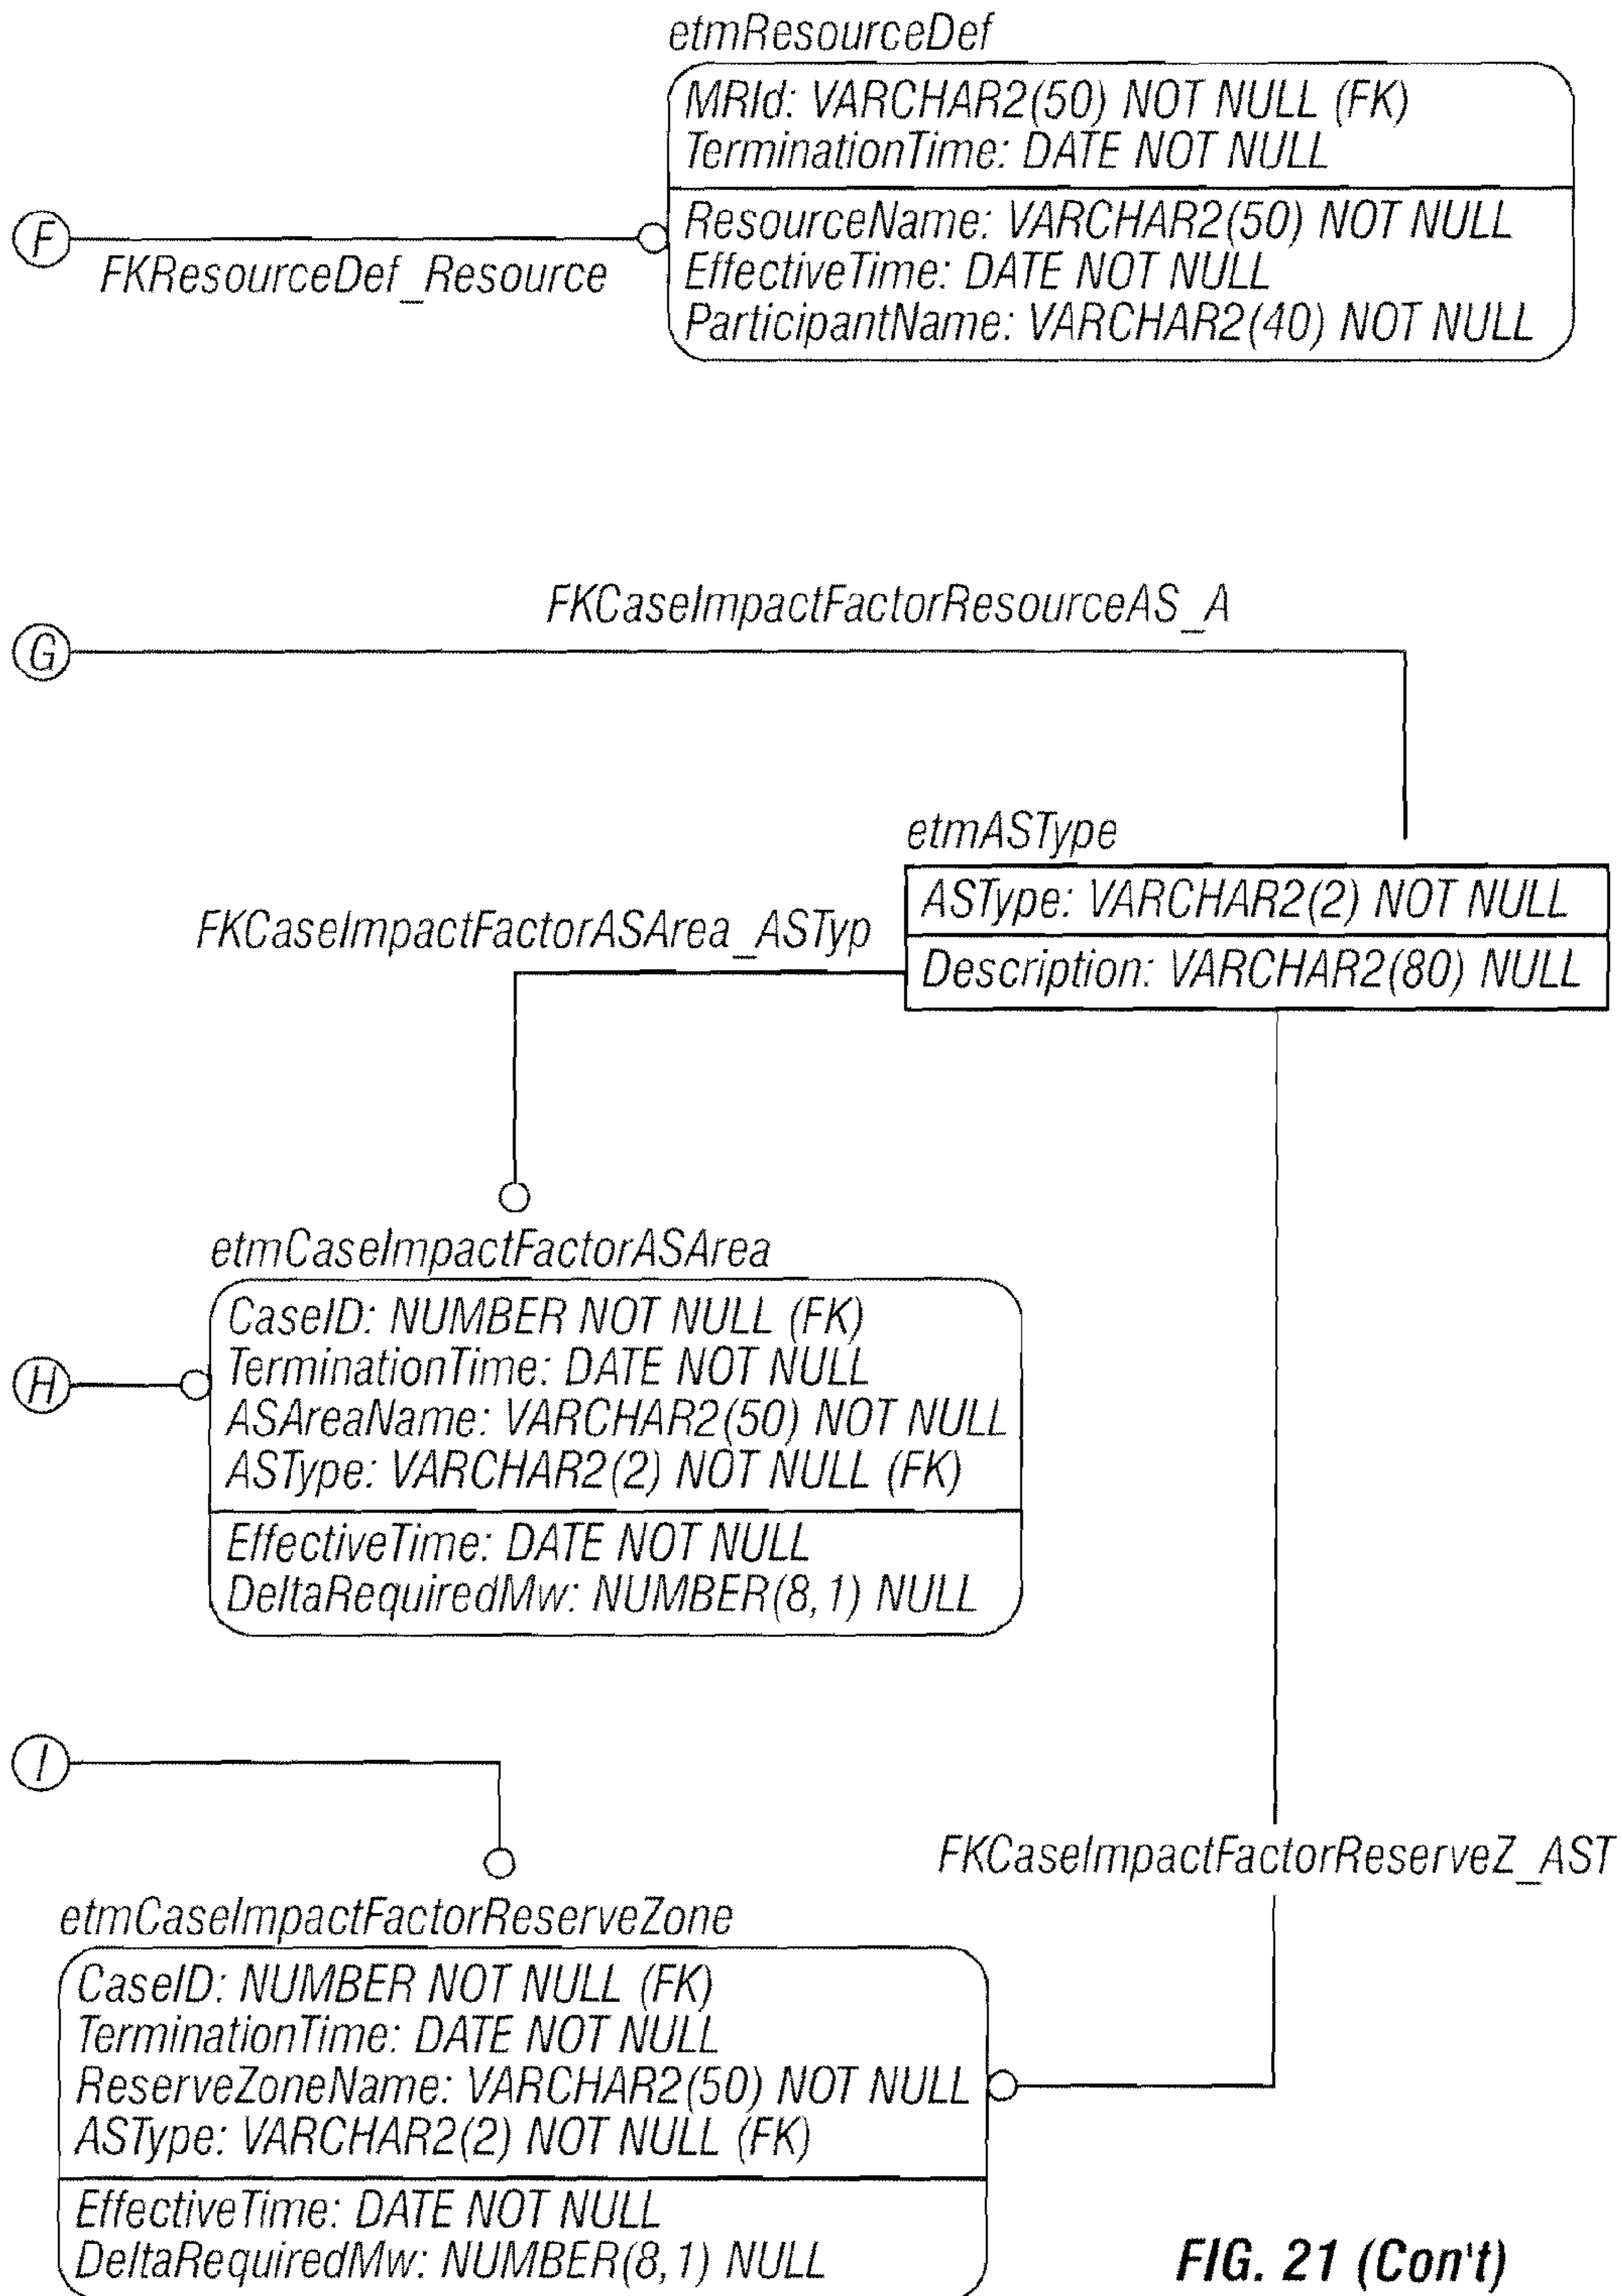 etmResourceDef
MRId: VARCHAR2(50) NOT NULL (FK)
TerminationTime: DATE NOT NULL
ResourceName: VARCHAR2(50) NOT NULL
EffectiveTime: DATE NOT NULL
ParticipantName: VARCHAR2(40) NOT NULL
F
FKResourceDef_Resource
FKCaseImpactFactorResourceAS_A
G
etmASType
ASType: VARCHAR2(2) NOT NULL
Description: VARCHAR2(80) NULL
FKCaseImpactFactorASArea_ASTyp
etmCaseImpactFactorASArea
CaseID: NUMBER NOT NULL (FK)
TerminationTime: DATE NOT NULL
ASAreaName: VARCHAR2(50) NOT NULL
ASType: VARCHAR2(2) NOT NULL (FK)
EffectiveTime: DATE NOT NULL
DeltaRequiredMw: NUMBER(8,1) NULL
H
I
FKCaseImpactFactorReserveZ_AST
etmCaseImpactFactorReserveZone
CaseID: NUMBER NOT NULL (FK)
TerminationTime: DATE NOT NULL
ReserveZoneName: VARCHAR2(50) NOT NULL
ASType: VARCHAR2(2) NOT NULL (FK)
EffectiveTime: DATE NOT NULL
DeltaRequiredMw: NUMBER(8,1) NULL
FIG. 21 (Con't)